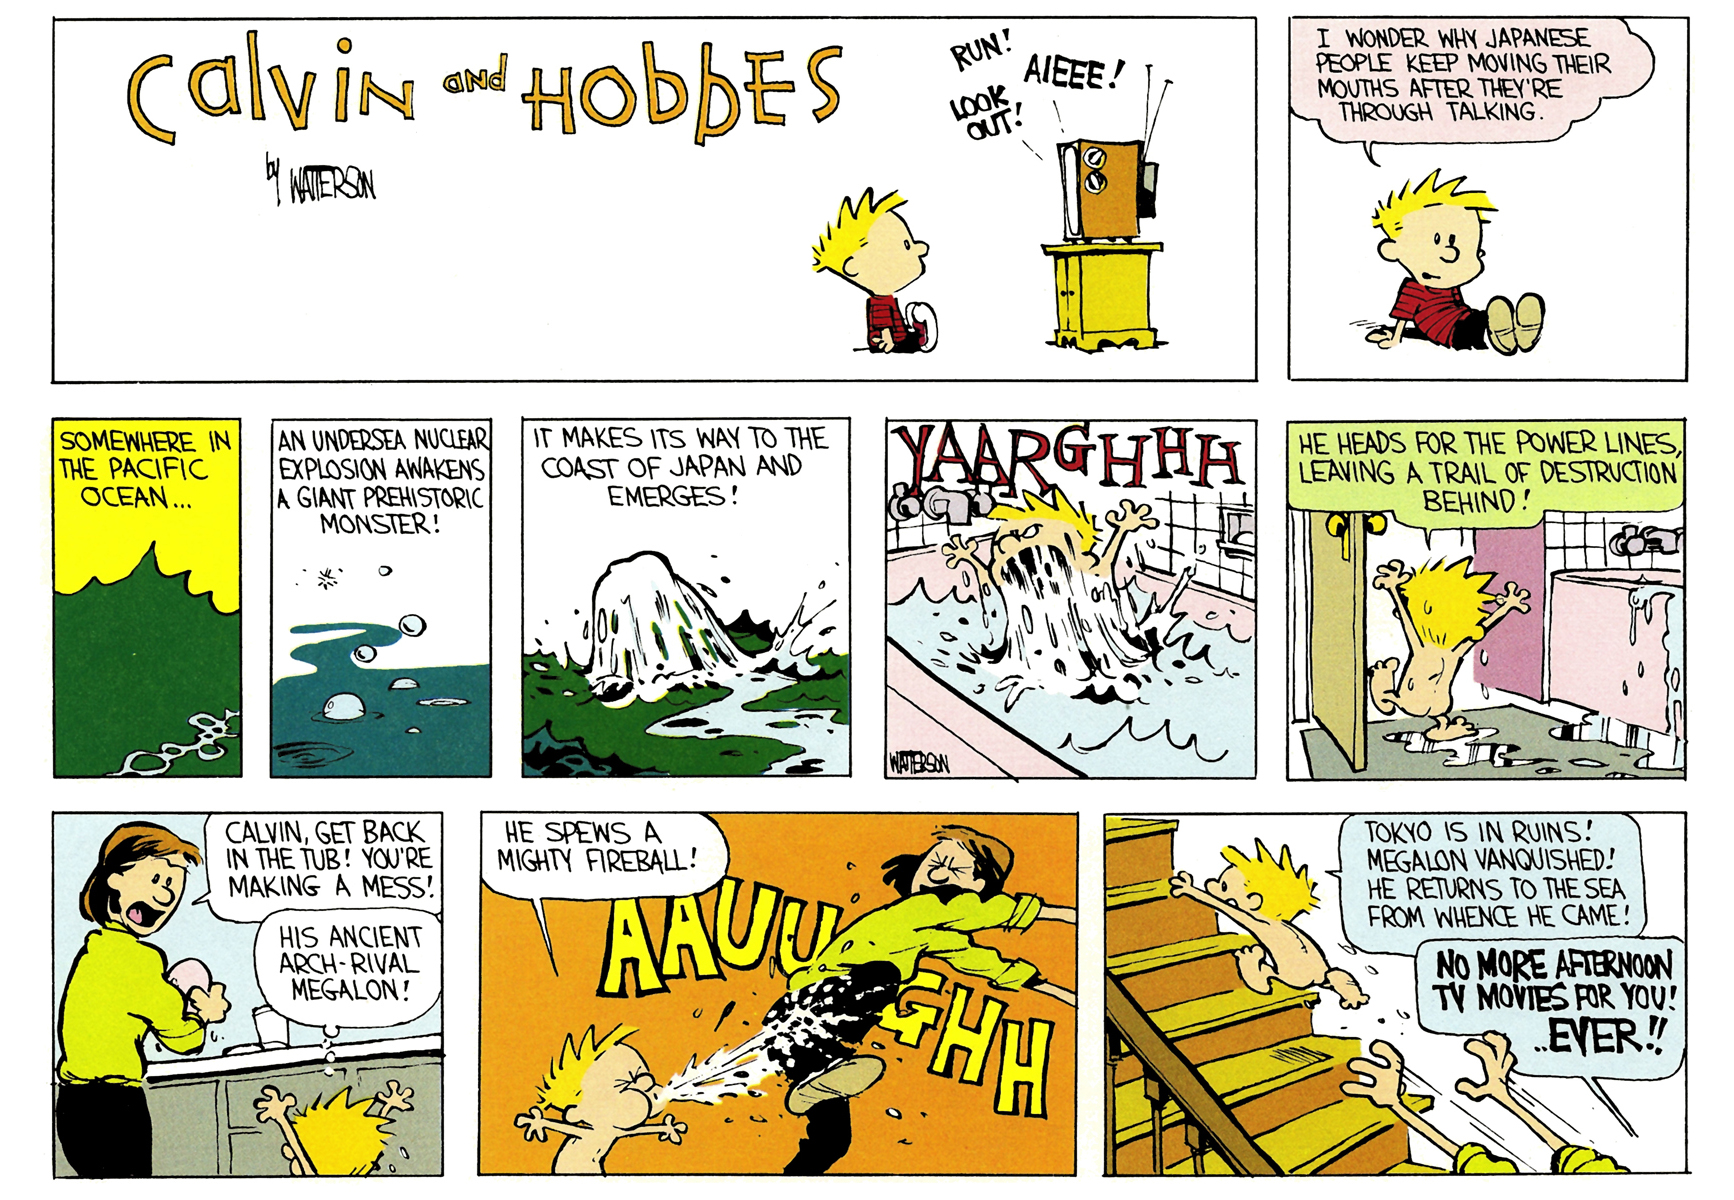 Calvin and HOBBES
by WATTERSON
RUN!
AIEEE!
LOOK
OUT!
I WONDER WHY JAPANESE
PEOPLE KEEP MOVING THEIR
MOUTHS AFTER THEY'RE
THROUGH TALKING.
SOMEWHERE IN
THE PACIFIC
OCEAN...
AN UNDERSEA NUCLEAR
EXPLOSION AWAKENS
A GIANT PREHISTORIC
MONSTER!
IT MAKES ITS WAY TO THE
COAST OF JAPAN AND
EMERGES!
YAARGHHH
WATTERSON
HE HEADS FOR THE POWER LINES,
LEAVING A TRAIL OF DESTRUCTION
BEHIND!
CALVIN, GET BACK
IN THE TUB! YOU'RE
MAKING A MESS!
HIS ANCIENT
ARCH-RIVAL
MEGALON!
HE SPEWS A
MIGHTY FIREBALL!
AAUUGHHH
TOKYO IS IN RUINS!
MEGALON VANQUISHED!
HE RETURNS TO THE SEA
FROM WHENCE HE CAME!
NO MORE AFTERNOON
TV MOVIES FOR YOU!
..EVER!!